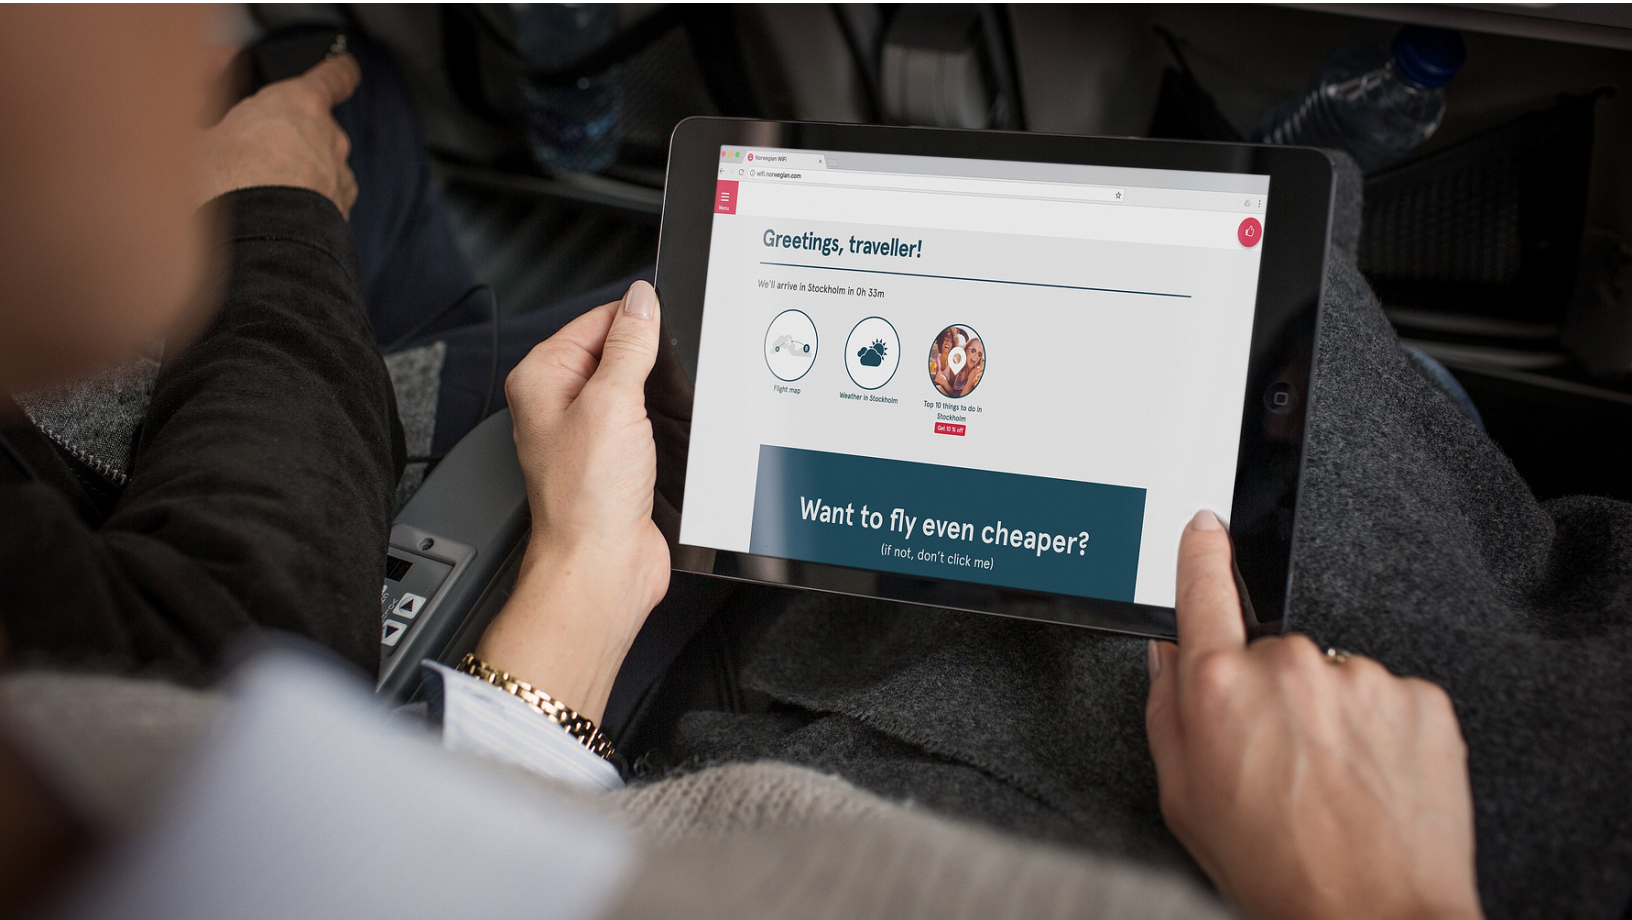 Norwegian WiFi
wifi.norwegian.com
Menu
Greetings, traveller!
We'll arrive in Stockholm in 0h 33m
Flight map
Weather in Stockholm
Top 10 things to do in
Stockholm
Get 10 % off
Want to fly even cheaper?
(if not, don't click me)